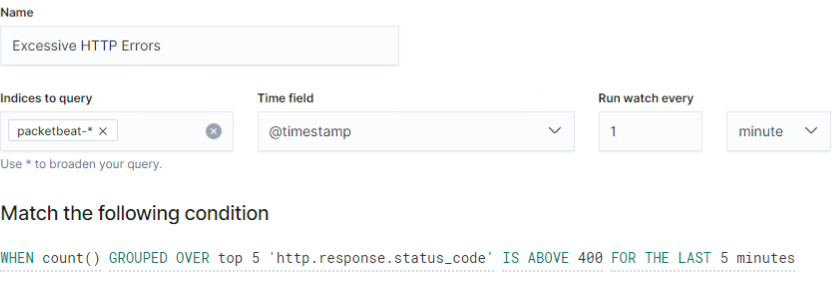 Name
Excessive HTTP Errors
Indices to query Time field Run watch every
packetbeat-* × @timestamp 1 minute
Use * to broaden your query.
Match the following condition
WHEN count() GROUPED OVER top 5 'http.response.status_code' IS ABOVE 400 FOR THE LAST 5 minutes